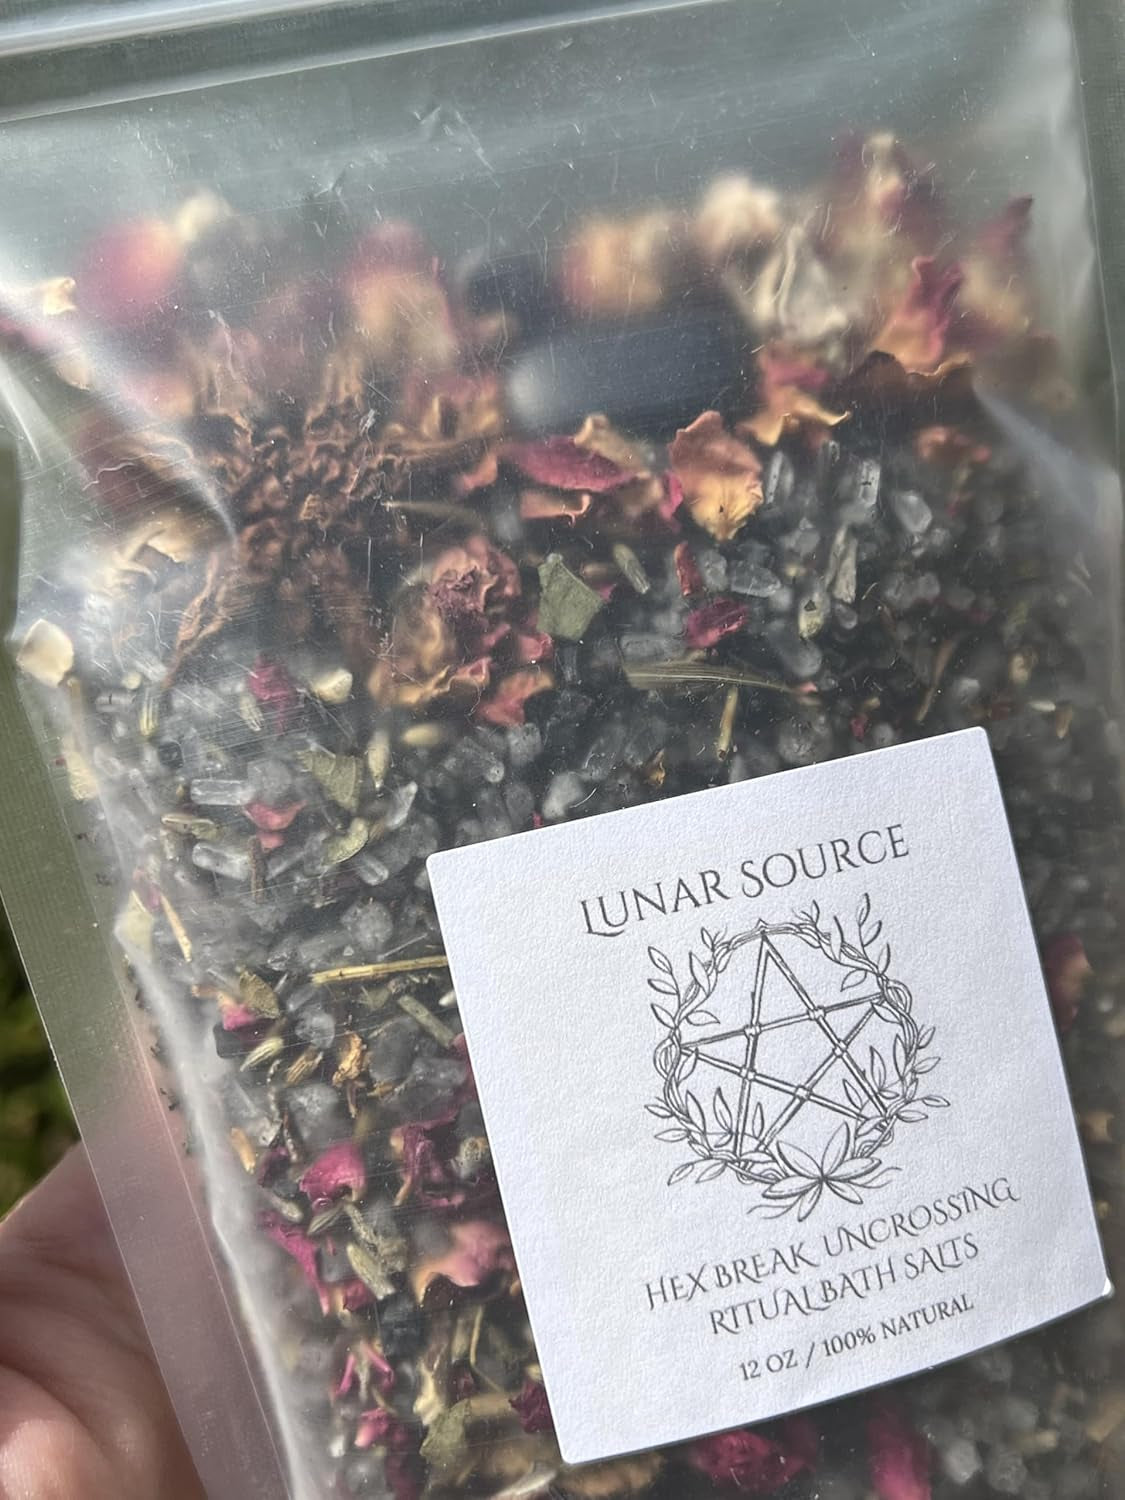 LUNAR SOURCE
HEX BREAK UNCROSSING
RITUAL BATH SALTS
12 OZ / 100% NATURAL